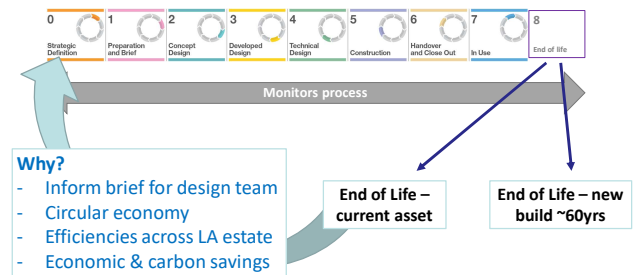 0
Strategic
Definition
1
Preparation
and Brief
2
Concept
Design
3
Developed
Design
4
Technical
Design
5
Construction
6
Handover
and Close Out
7
In Use
8
End of life
Monitors process
Why?
- Inform brief for design team
- Circular economy
- Efficiencies across LA estate
- Economic & carbon savings
End of Life –
current asset
End of Life – new
build ~60yrs